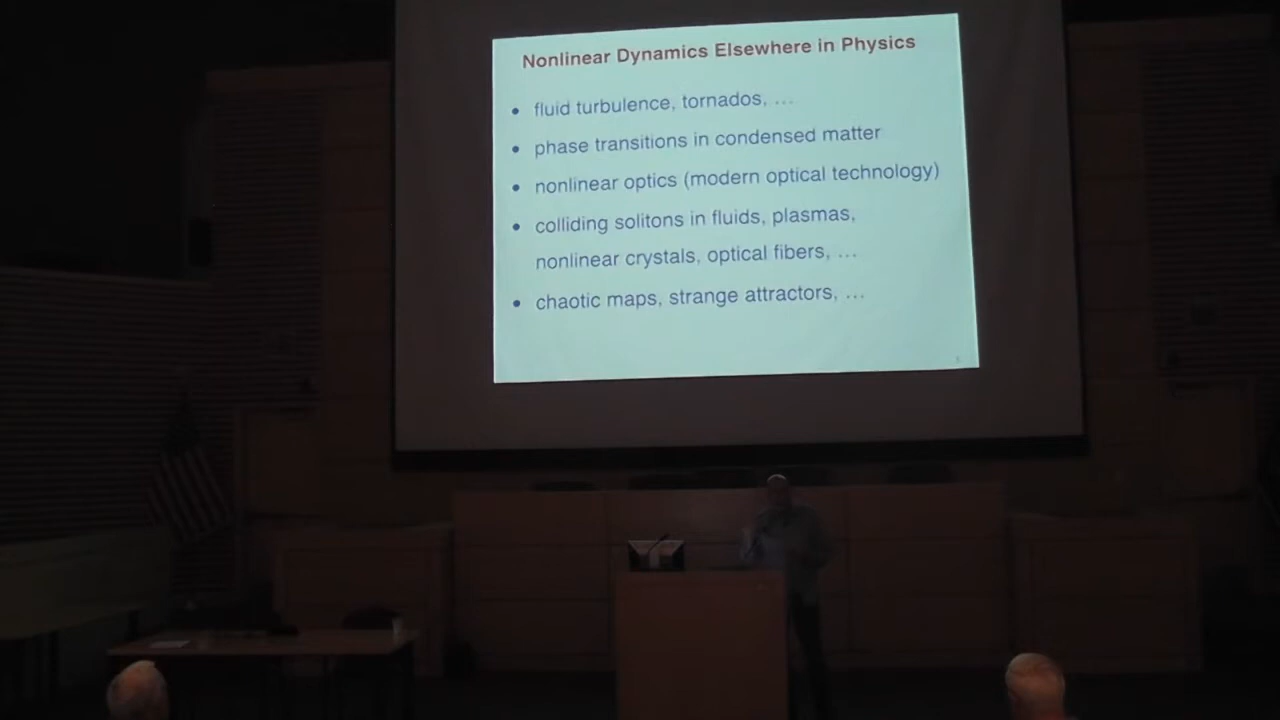 Nonlinear Dynamics Elsewhere in Physics
• fluid turbulence, tornados, …
• phase transitions in condensed matter
• nonlinear optics (modern optical technology)
• colliding solitons in fluids, plasmas,
nonlinear crystals, optical fibers, …
• chaotic maps, strange attractors, …